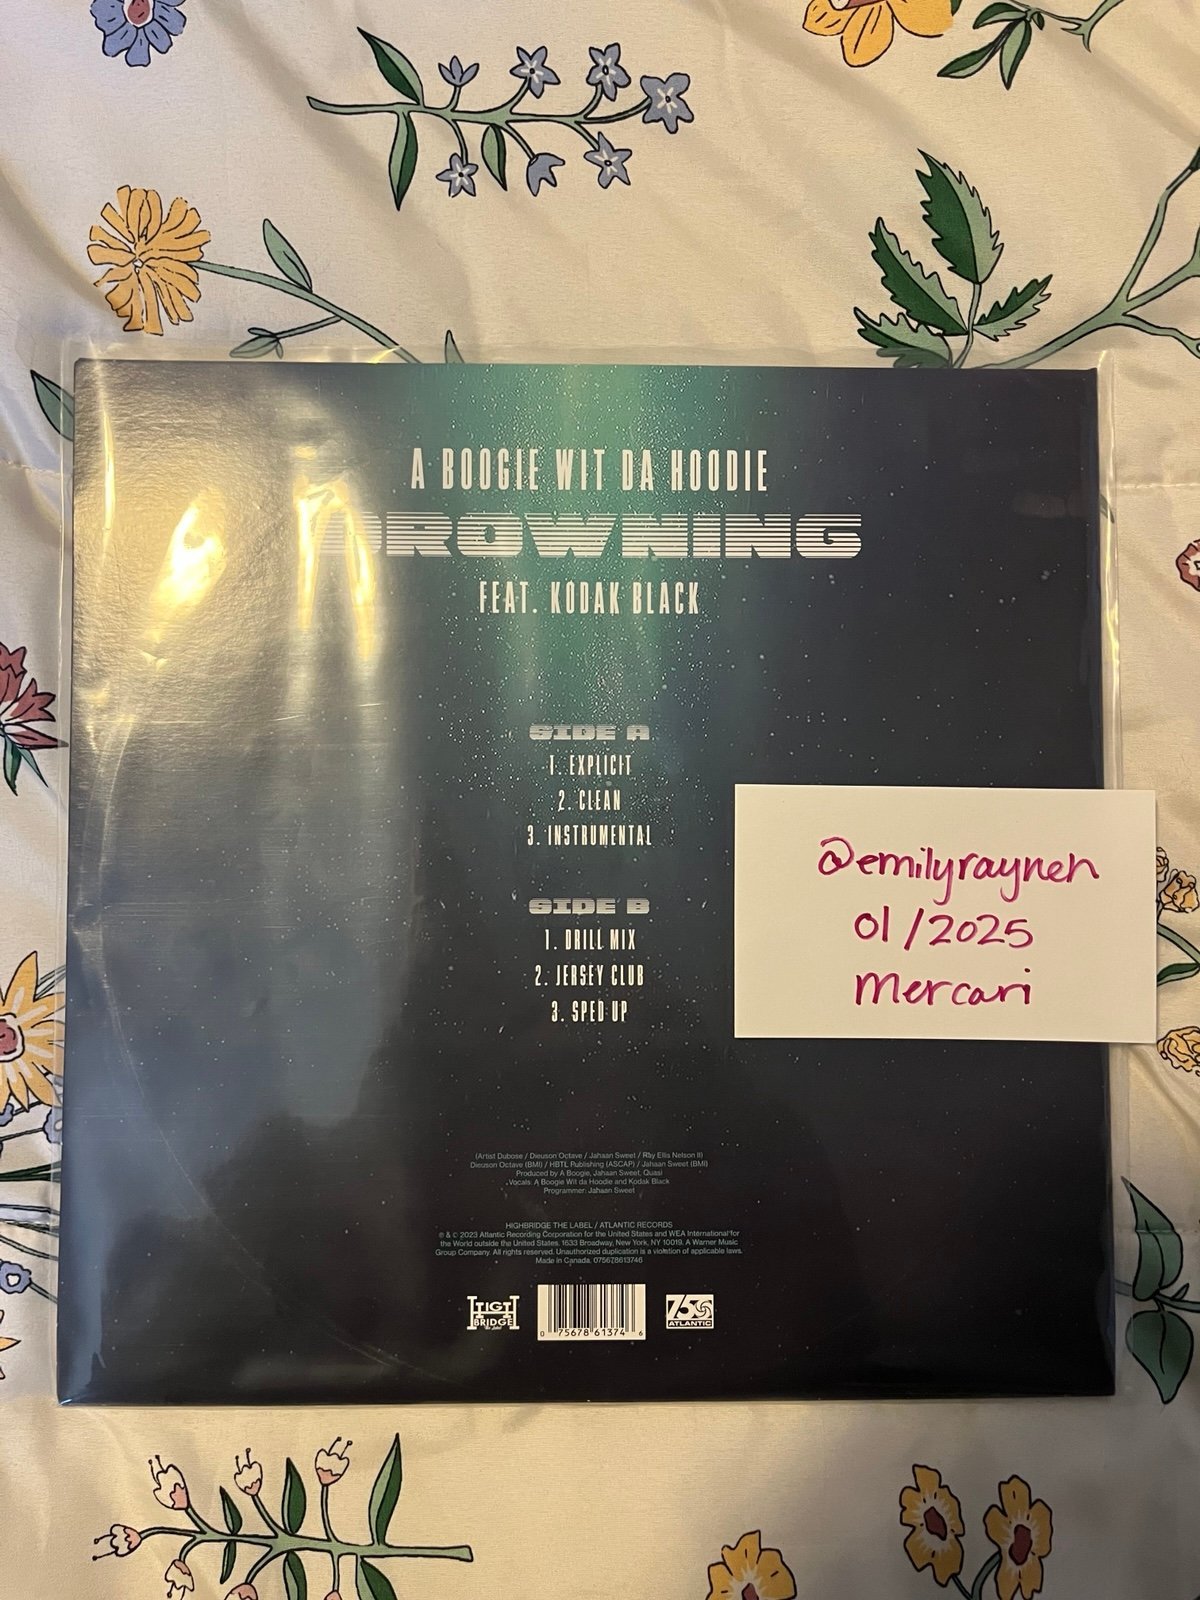 A BOOGIE WIT DA HOODIE
DROWNING
FEAT. KODAK BLACK
SIDE A
1. EXPLICIT
2. CLEAN
3. INSTRUMENTAL
SIDE B
1. DRILL MIX
2. JERSEY CLUB
3. SPED UP
@emilyrayneh
01/2025
Mercari
(Artist Dubose / Dieuson Octave / Jahaan Sweet / Ray Ellis Nelson II)
Dieuson Octave (BMI) / HBTL Publishing (ASCAP) / Jahaan Sweet (BMI)
Produced by A Boogie, Jahaan Sweet, Quasi
Vocals: A Boogie Wit da Hoodie and Kodak Black
Programmer: Jahaan Sweet
HIGHBRIDGE THE LABEL / ATLANTIC RECORDS
℗ & © 2023 Atlantic Recording Corporation for the United States and WEA International for
the World outside the United States. 1633 Broadway, New York, NY 10019. A Warner Music
Group Company. All rights reserved. Unauthorized duplication is a violation of applicable laws.
Made in Canada. 075678613746
HIGH
BRIDGE
The Label
0 75678 61374 6
75
ATLANTIC